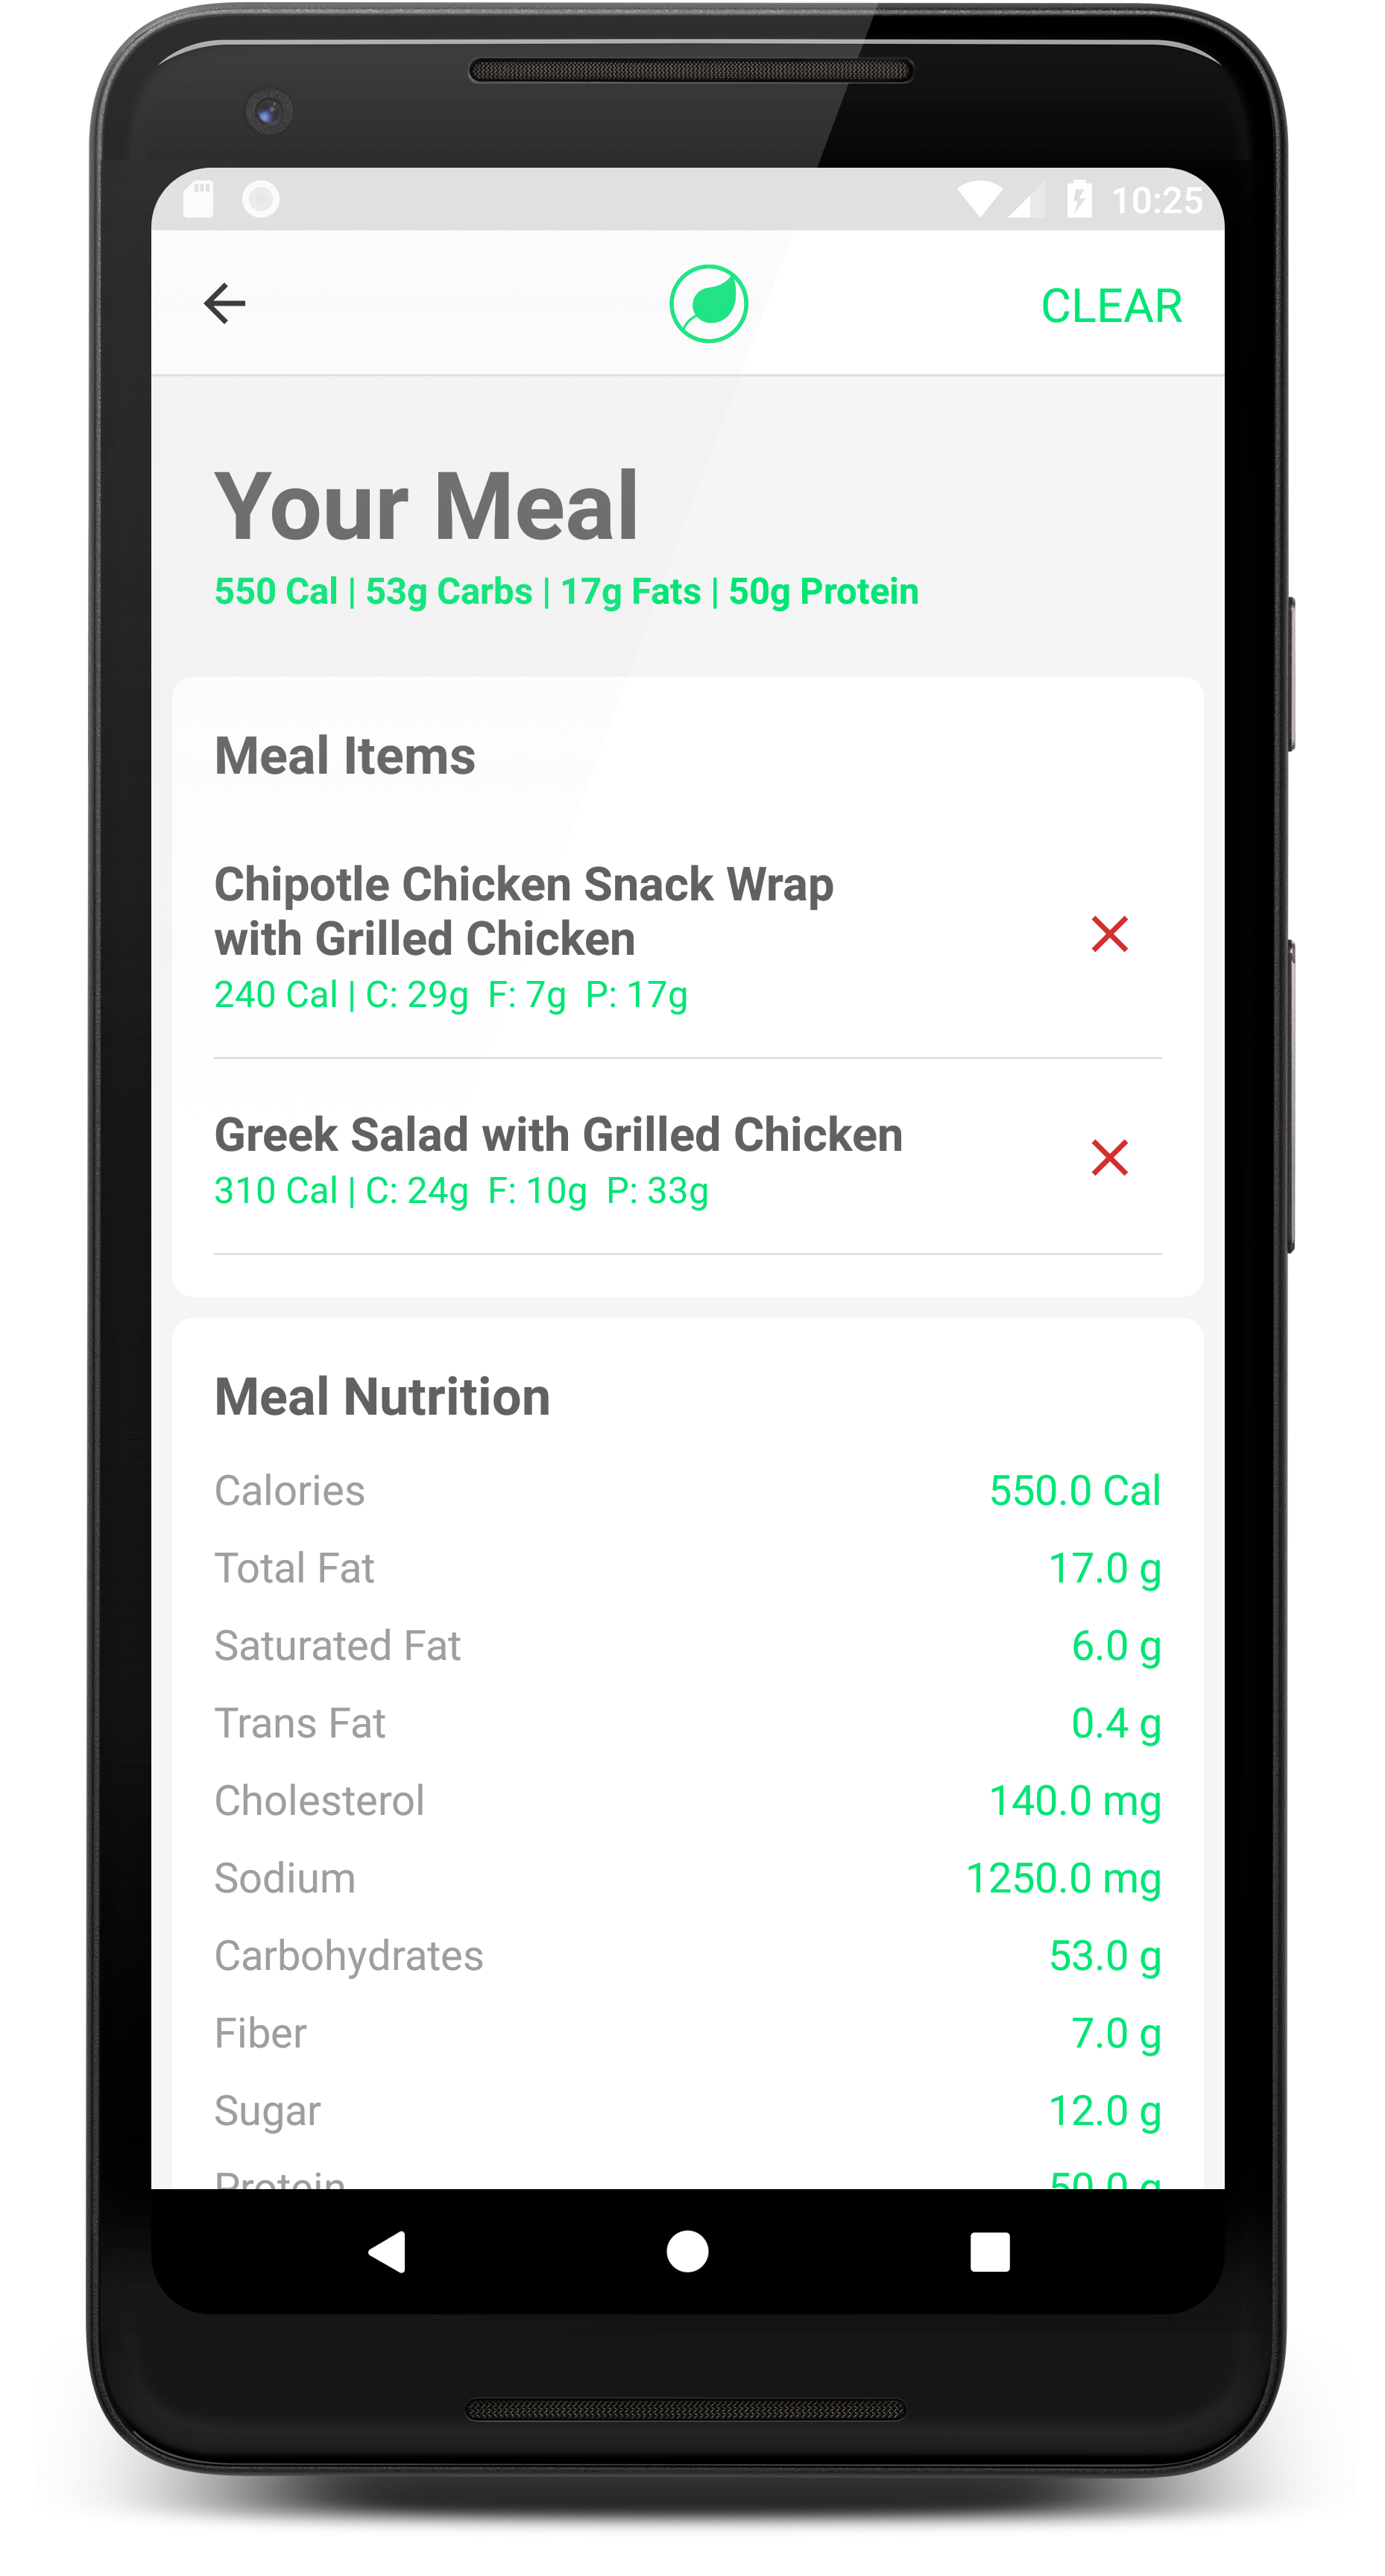 10:25
CLEAR
Your Meal
550 Cal | 53g Carbs | 17g Fats | 50g Protein
Meal Items
Chipotle Chicken Snack Wrap
with Grilled Chicken
240 Cal | C: 29g  F: 7g  P: 17g
Greek Salad with Grilled Chicken
310 Cal | C: 24g  F: 10g  P: 33g
Meal Nutrition
Calories 550.0 Cal
Total Fat 17.0 g
Saturated Fat 6.0 g
Trans Fat 0.4 g
Cholesterol 140.0 mg
Sodium 1250.0 mg
Carbohydrates 53.0 g
Fiber 7.0 g
Sugar 12.0 g
Protein 50.0 g